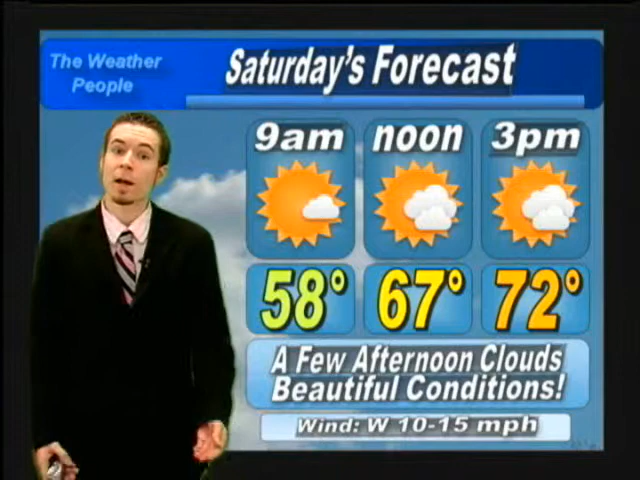 The Weather
People
Saturday's Forecast
9am noon 3pm
58° 67° 72°
A Few Afternoon Clouds
Beautiful Conditions!
Wind: W 10-15 mph